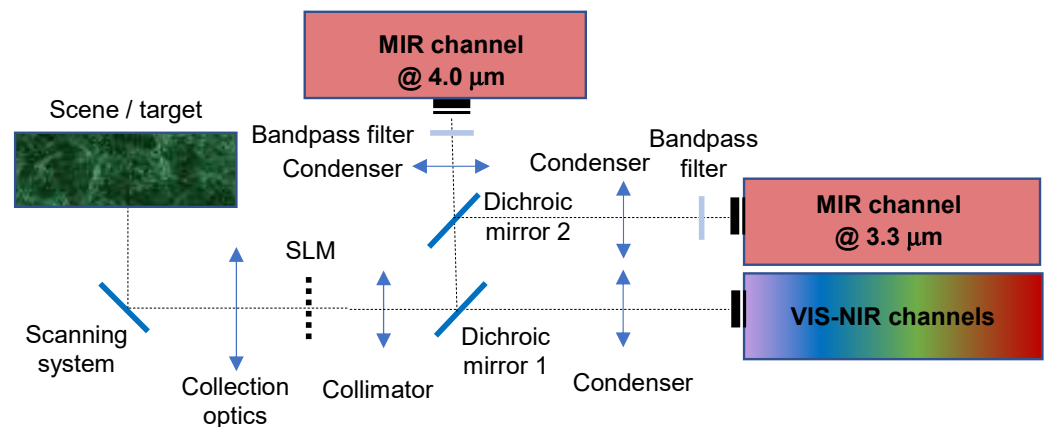 MIR channel
@ 4.0 μm
Scene / target
Bandpass filter
Condenser
Condenser
Bandpass
filter
Dichroic
mirror 2
MIR channel
@ 3.3 μm
SLM
VIS-NIR channels
Scanning
system
Collection
optics
Collimator
Dichroic
mirror 1
Condenser